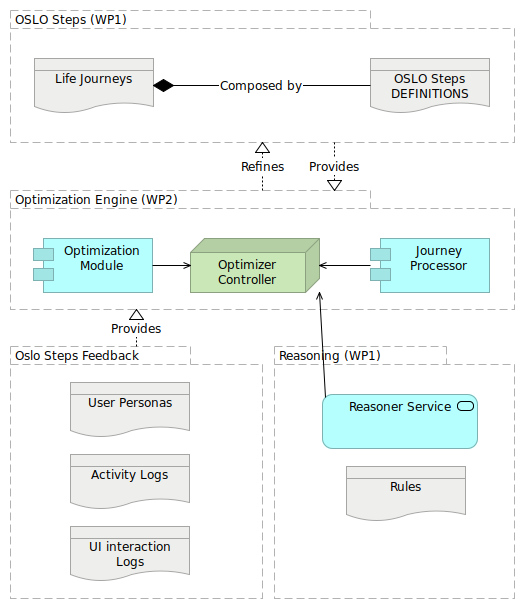 OSLO Steps (WP1)
Life Journeys
Composed by
OSLO Steps
DEFINITIONS
Refines
Provides
Optimization Engine (WP2)
Optimization
Module
Optimizer
Controller
Journey
Processor
Provides
Oslo Steps Feedback
User Personas
Activity Logs
UI interaction
Logs
Reasoning (WP1)
Reasoner Service
Rules